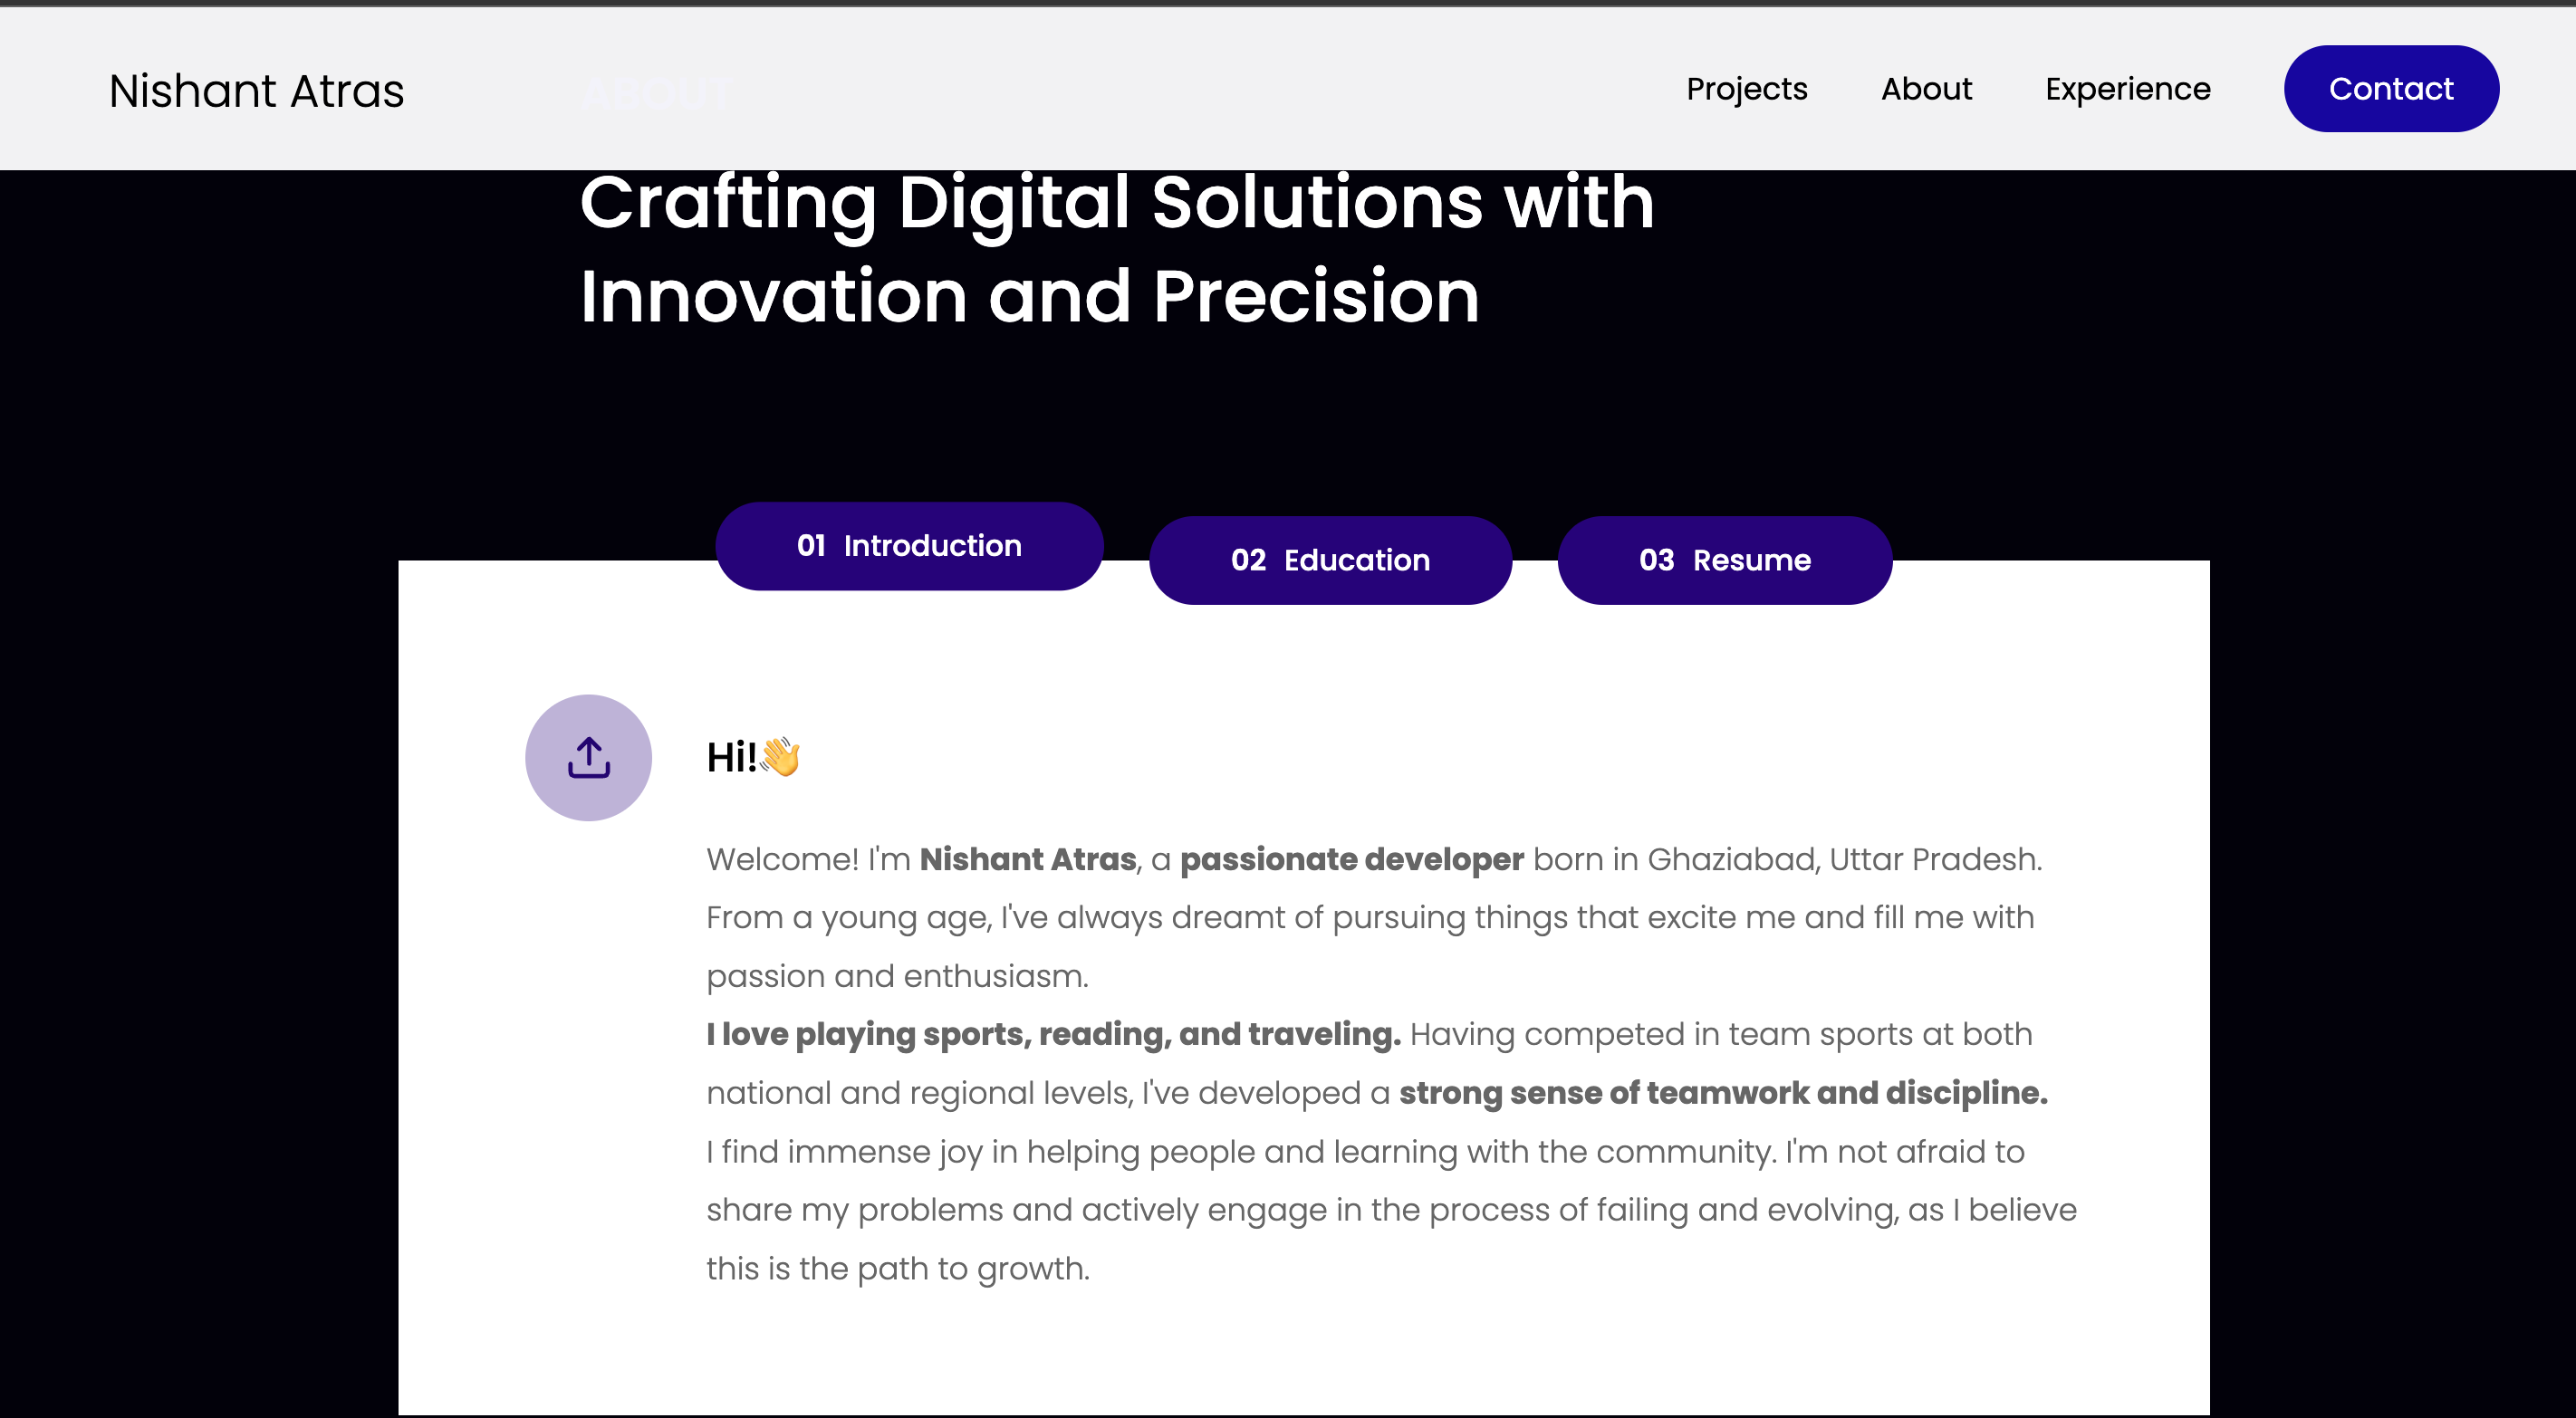 Nishant Atras
ABOUT
Projects
About
Experience
Contact
Crafting Digital Solutions with
Innovation and Precision
01 Introduction
02 Education
03 Resume
Hi!👋
Welcome! I'm Nishant Atras, a passionate developer born in Ghaziabad, Uttar Pradesh.
From a young age, I've always dreamt of pursuing things that excite me and fill me with
passion and enthusiasm.
I love playing sports, reading, and traveling. Having competed in team sports at both
national and regional levels, I've developed a strong sense of teamwork and discipline.
I find immense joy in helping people and learning with the community. I'm not afraid to
share my problems and actively engage in the process of failing and evolving, as I believe
this is the path to growth.